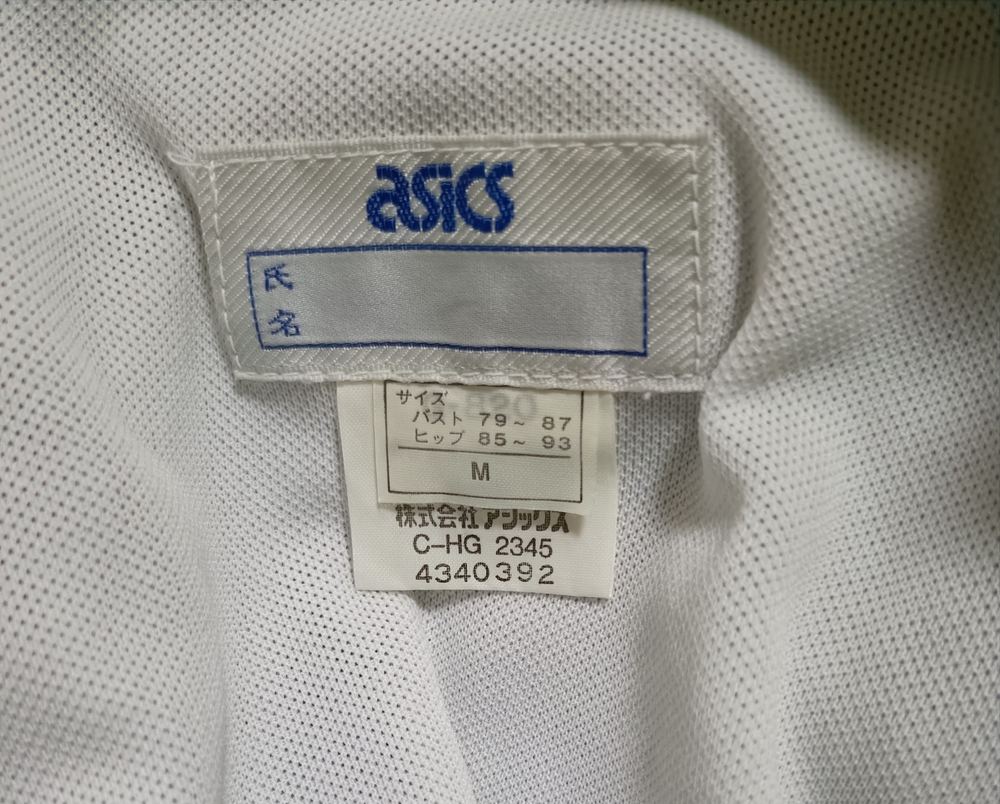 asics
氏
名
サイズ
バスト 79~ 87
ヒップ 85~ 93
M
株式会社 アシックス
C-HG 2345
4340392